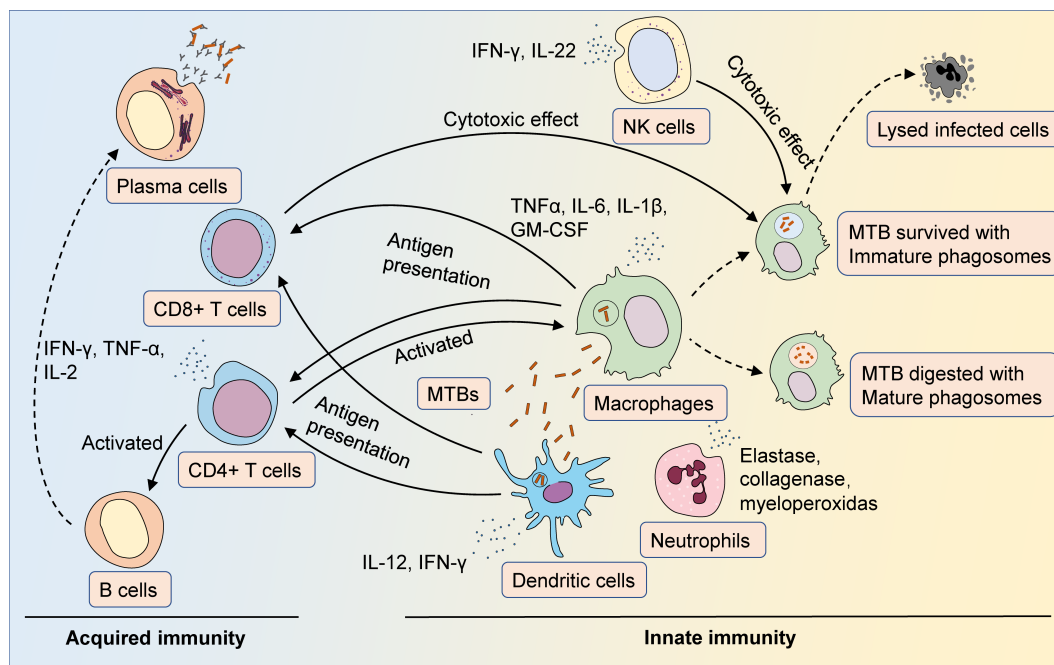 IFN-γ, IL-22
NK cells
Cytotoxic effect
Lysed infected cells
Cytotoxic effect
Plasma cells
TNFα, IL-6, IL-1β,
GM-CSF
MTB survived with
Immature phagosomes
Antigen
presentation
CD8+ T cells
IFN-γ, TNF-α,
IL-2
Activated
MTBs
Macrophages
MTB digested with
Mature phagosomes
Antigen
presentation
Activated
CD4+ T cells
Elastase,
collagenase,
myeloperoxidas
Neutrophils
IL-12, IFN-γ
Dendritic cells
B cells
Acquired immunity
Innate immunity